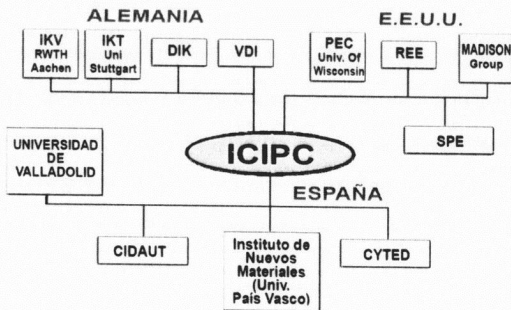 ALEMANIA
IKV
RWTH
Aachen
IKT
Uni
Stuttgart
DIK
VDI
E.E.U.U.
PEC
Univ. Of
Wisconsin
REE
MADISON
Group
SPE
ICIPC
UNIVERSIDAD
DE
VALLADOLID
ESPAÑA
CIDAUT
Instituto de
Nuevos
Materiales
(Univ.
País Vasco)
CYTED